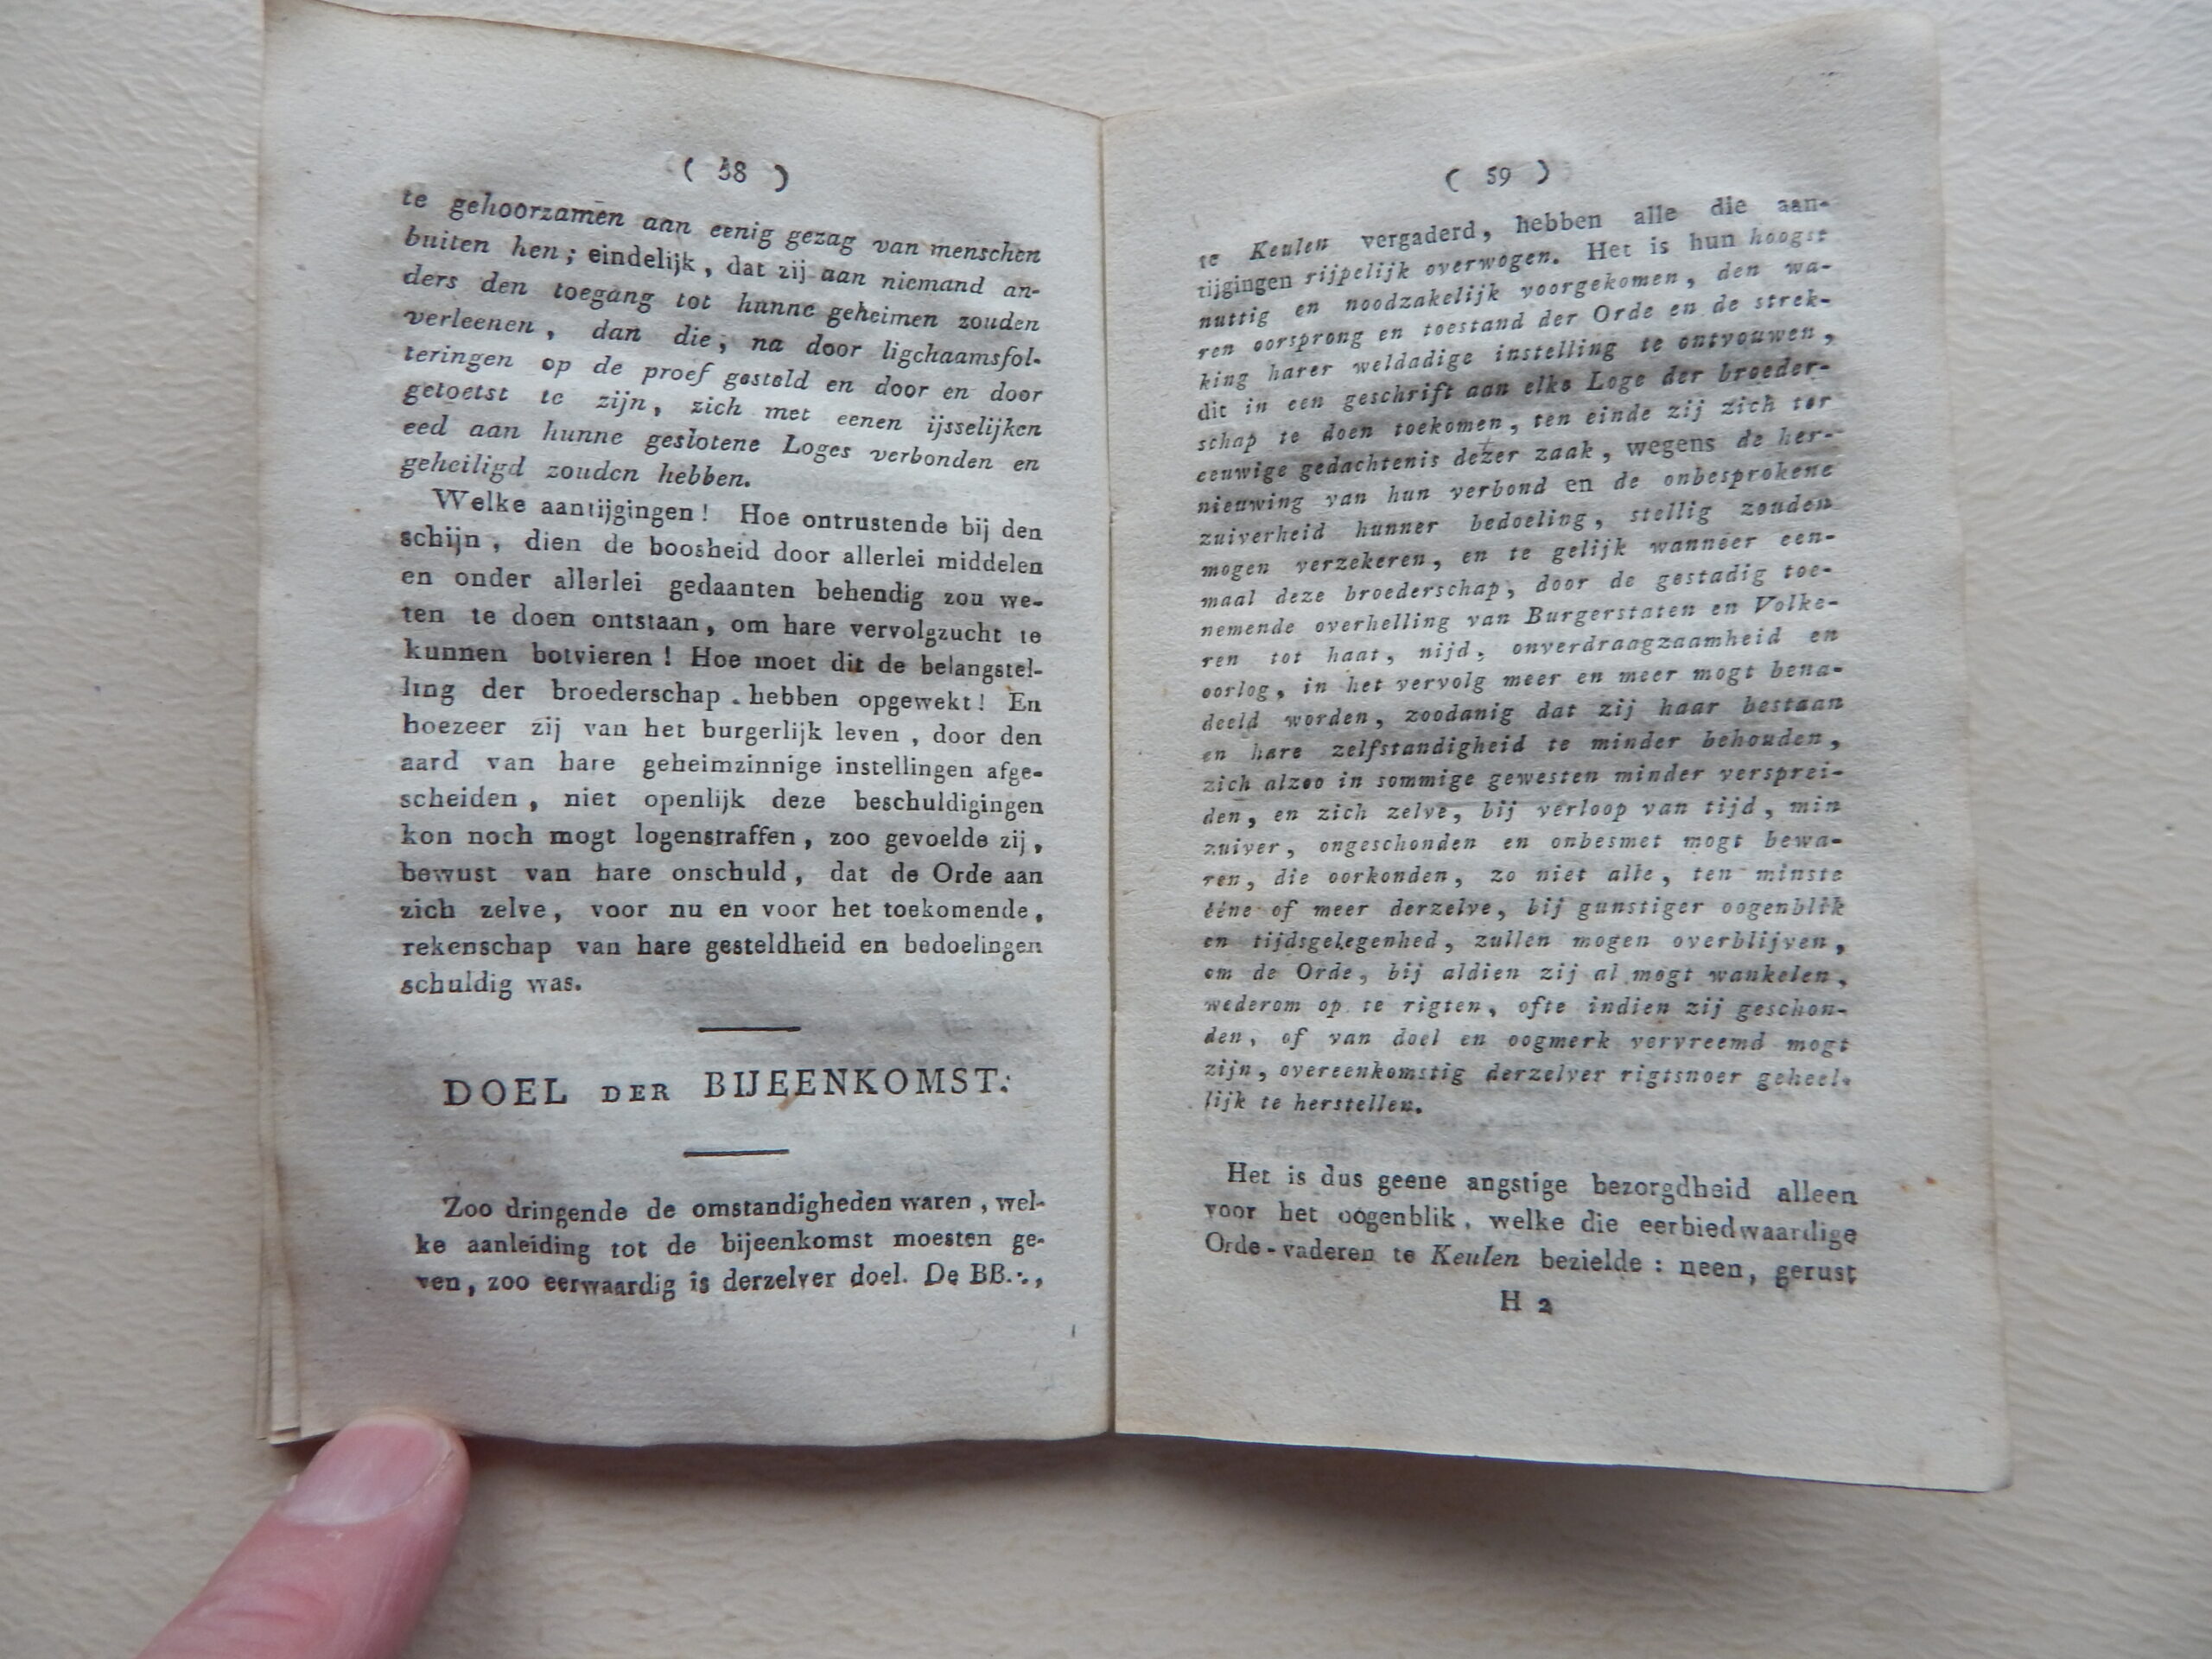 ( 58 )
te gehoorzamen aan eenig gezag van menschen
buiten hen; eindelijk, dat zij aan niemand an-
ders den toegang tot hunne geheimen zouden
verleenen, dan die, na door ligchaamsfol-
teringen op de proef gesteld en door en door
getoetst te zijn, zich met eenen ijsselijken
eed aan hunne geslotene Loges verbonden en
geheiligd zouden hebben.
Welke aantijgingen! Hoe ontrustende bij den
schijn, dien de boosheid door allerlei middelen
en onder allerlei gedaanten behendig zou we-
ten te doen ontstaan, om hare vervolgzucht te
kunnen botvieren! Hoe moet dit de belangstel-
ling der broederschap hebben opgewekt! En
hoezeer zij van het burgerlijk leven, door den
aard van hare geheimzinnige instellingen afge-
scheiden, niet openlijk deze beschuldigingen
kon noch mogt logenstraffen, zoo gevoelde zij,
bewust van hare onschuld, dat de Orde aan
zich zelve, voor nu en voor het toekomende,
rekenschap van hare gesteldheid en bedoelingen
schuldig was.
DOEL DER BIJEENKOMST.
Zoo dringende de omstandigheden waren, wel-
ke aanleiding tot de bijeenkomst moesten ge-
ven, zoo eerwaardig is derzelver doel. De BB.·.,
( 59 )
te Keulen vergaderd, hebben alle die aan-
tijgingen rijpelijk overwogen. Het is hun hoogst
nuttig en noodzakelijk voorgekomen, den wa-
ren oorsprong en toestand der Orde en de strek-
king harer weldadige instelling te ontvouwen,
dit in een geschrift aan elke Loge der broeder-
schap te doen toekomen, ten einde zij zich ter
eeuwige gedachtenis dezer zaak, wegens de her-
nieuwing van hun verbond en de onbesprokene
zuiverheid hunner bedoeling, stellig zouden
mogen verzekeren, en te gelijk wanneer een-
maal deze broederschap, door de gestadig toe-
nemende overhelling van Burgerstaten en Volke-
ren tot haat, nijd, onverdraagzaamheid en
oorlog, in het vervolg meer en meer mogt bena-
deeld worden, zoodanig dat zij haar bestaan
en hare zelfstandigheid te minder behouden,
zich alzoo in sommige gewesten minder versprei-
den, en zich zelve, bij verloop van tijd, min
zuiver, ongeschonden en onbesmet mogt bewa-
ren, die oorkonden, zo niet alle, ten minste
ééne of meer derzelve, bij gunstiger oogenblik
en tijdsgelegenhed, zullen mogen overblijven,
om de Orde, bij aldien zij al mogt wankelen,
wederom op te rigten, ofte indien zij geschon-
den, of van doel en oogmerk vervreemd mogt
zijn, overeenkomstig derzelver rigtsnoer geheel-
lijk te herstellen.
Het is dus geene angstige bezorgdheid alleen
voor het oogenblik, welke die eerbiedwaardige
Orde-vaderen te Keulen bezielde: neen, gerust
H 2